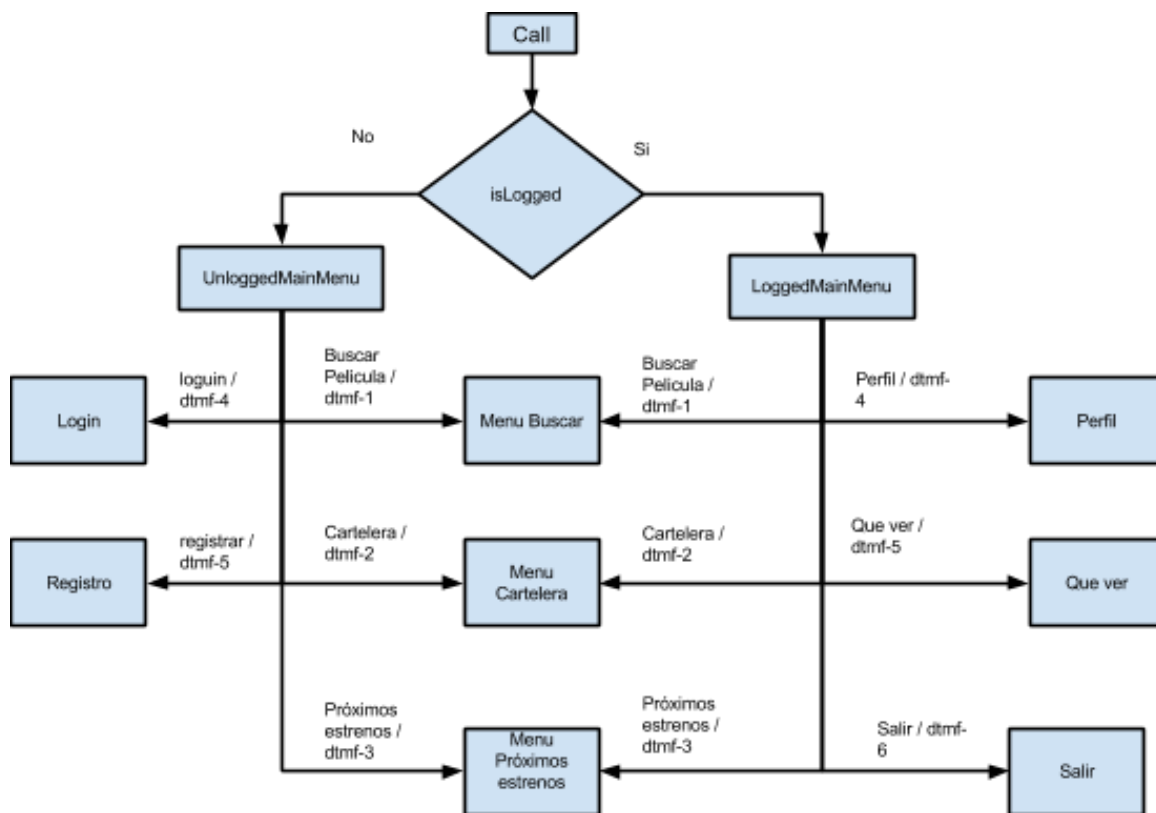 Call
No
Si
isLogged
UnloggedMainMenu
LoggedMainMenu
loguin /
dtmf-4
Buscar
Pelicula /
dtmf-1
Buscar
Pelicula /
dtmf-1
Perfil / dtmf-
4
Login
Menu Buscar
Perfil
registrar /
dtmf-5
Cartelera /
dtmf-2
Cartelera /
dtmf-2
Que ver /
dtmf-5
Registro
Menu
Cartelera
Que ver
Próximos
estrenos /
dtmf-3
Próximos
estrenos /
dtmf-3
Salir / dtmf-
6
Menu
Próximos
estrenos
Salir